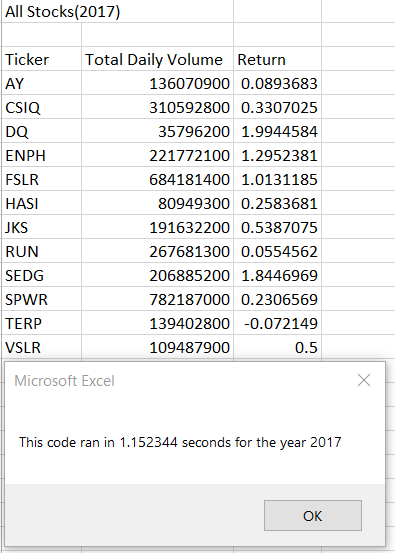 All Stocks(2017)
Ticker Total Daily Volume Return
AY 136070900 0.0893683
CSIQ 310592800 0.3307025
DQ 35796200 1.9944584
ENPH 221772100 1.2952381
FSLR 684181400 1.0131185
HASI 80949300 0.2583681
JKS 191632200 0.5387075
RUN 267681300 0.0554562
SEDG 206885200 1.8446969
SPWR 782187000 0.2306569
TERP 139402800 -0.072149
VSLR 109487900 0.5
Microsoft Excel
This code ran in 1.152344 seconds for the year 2017
OK